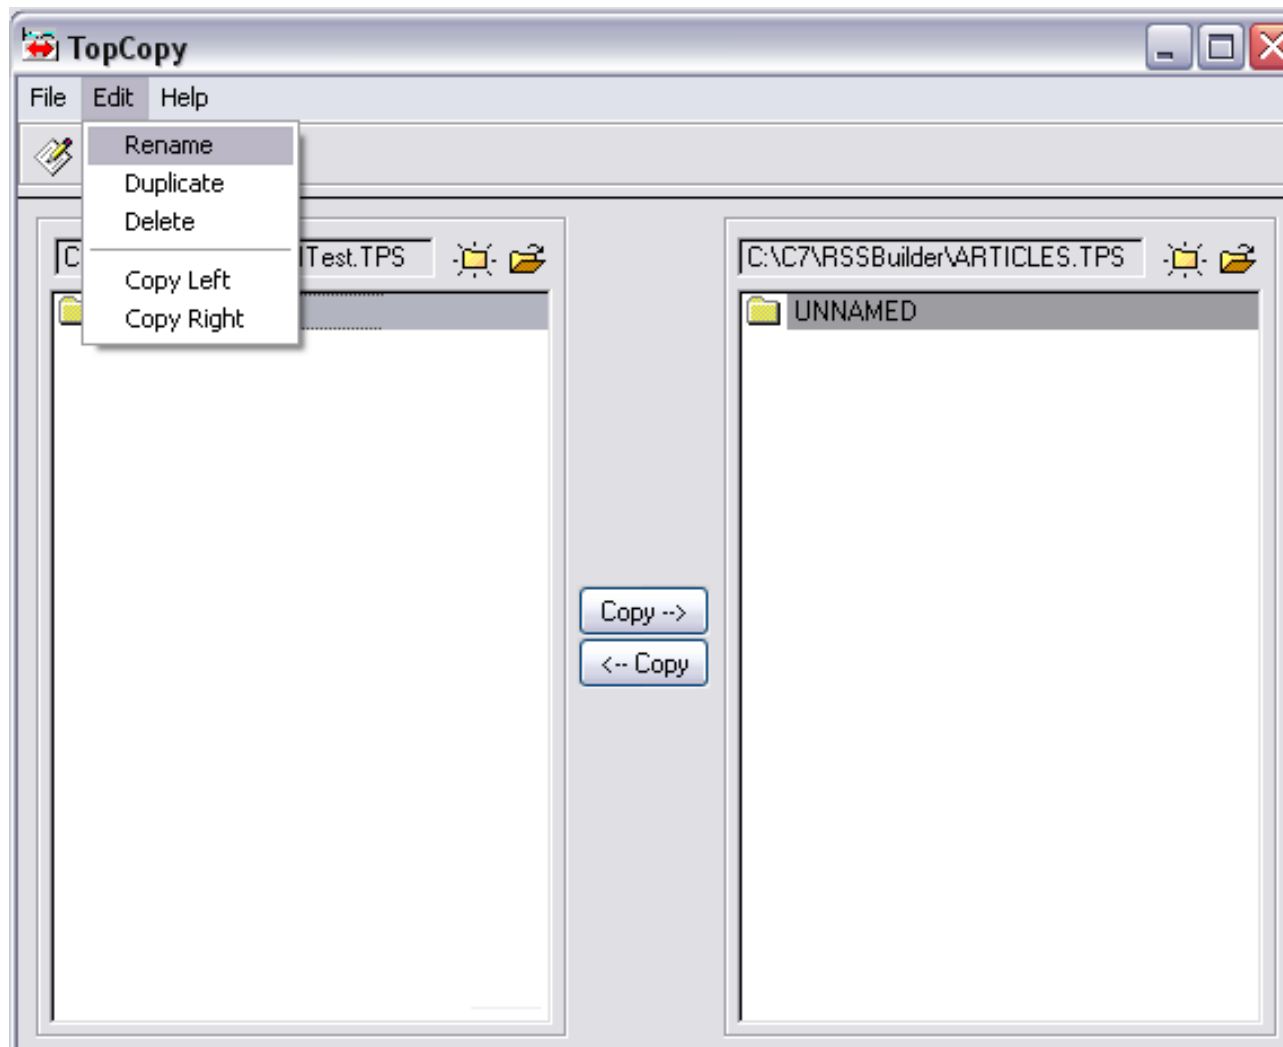 TopCopy
File Edit Help
Rename
Duplicate
Delete
Copy Left
Copy Right
Test.TPS
C:\C7\RSSBuilder\ARTICLES.TPS
UNNAMED
Copy -->
<-- Copy